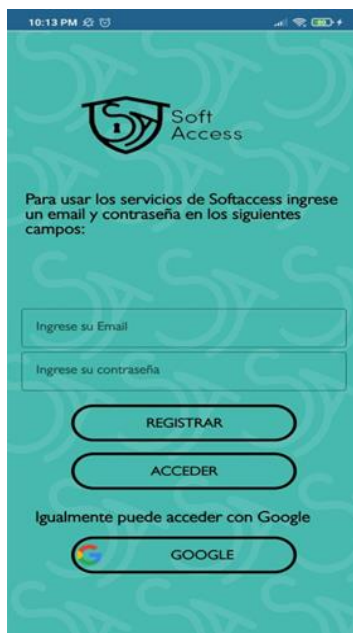 10:13 PM
Soft
Access
Para usar los servicios de Softaccess ingrese
un email y contraseña en los siguientes
campos:
Ingrese su Email
Ingrese su contraseña
REGISTRAR
ACCEDER
Igualmente puede acceder con Google
GOOGLE